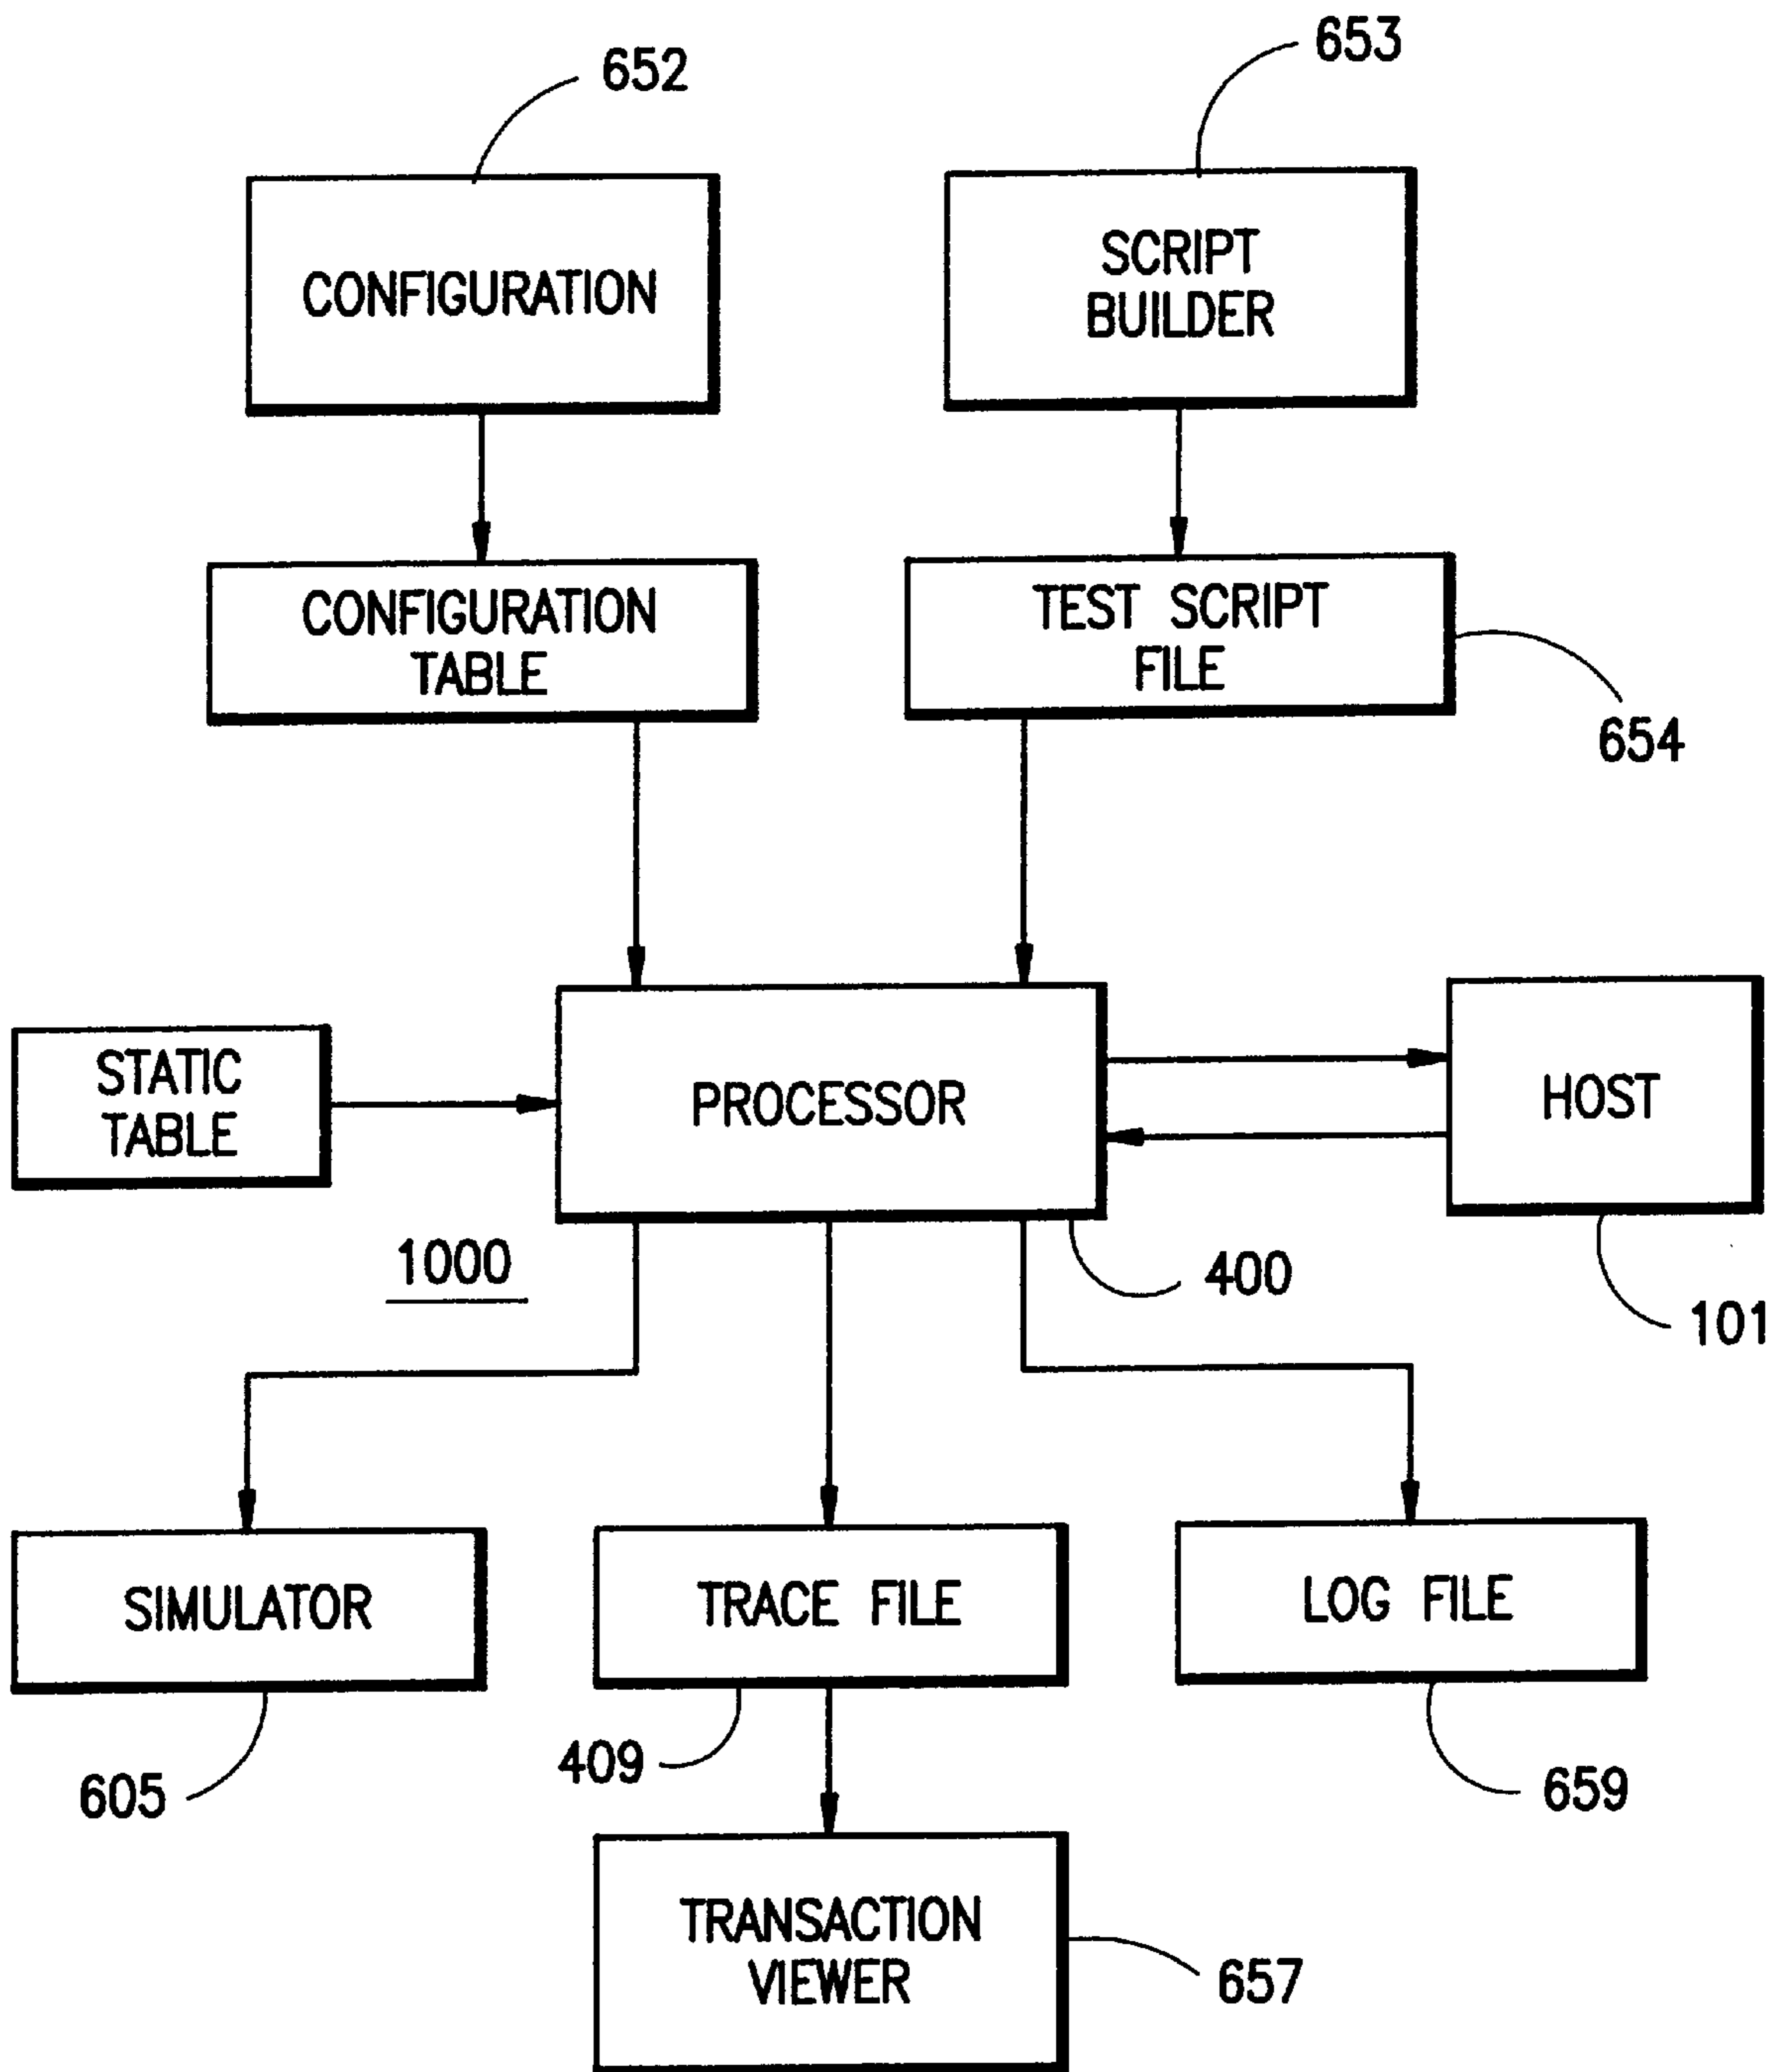 652
653
CONFIGURATION
SCRIPT
BUILDER
CONFIGURATION
TABLE
TEST SCRIPT
FILE
654
STATIC
TABLE
PROCESSOR
HOST
1000
400
101
SIMULATOR
TRACE FILE
LOG FILE
605
409
659
TRANSACTION
VIEWER
657